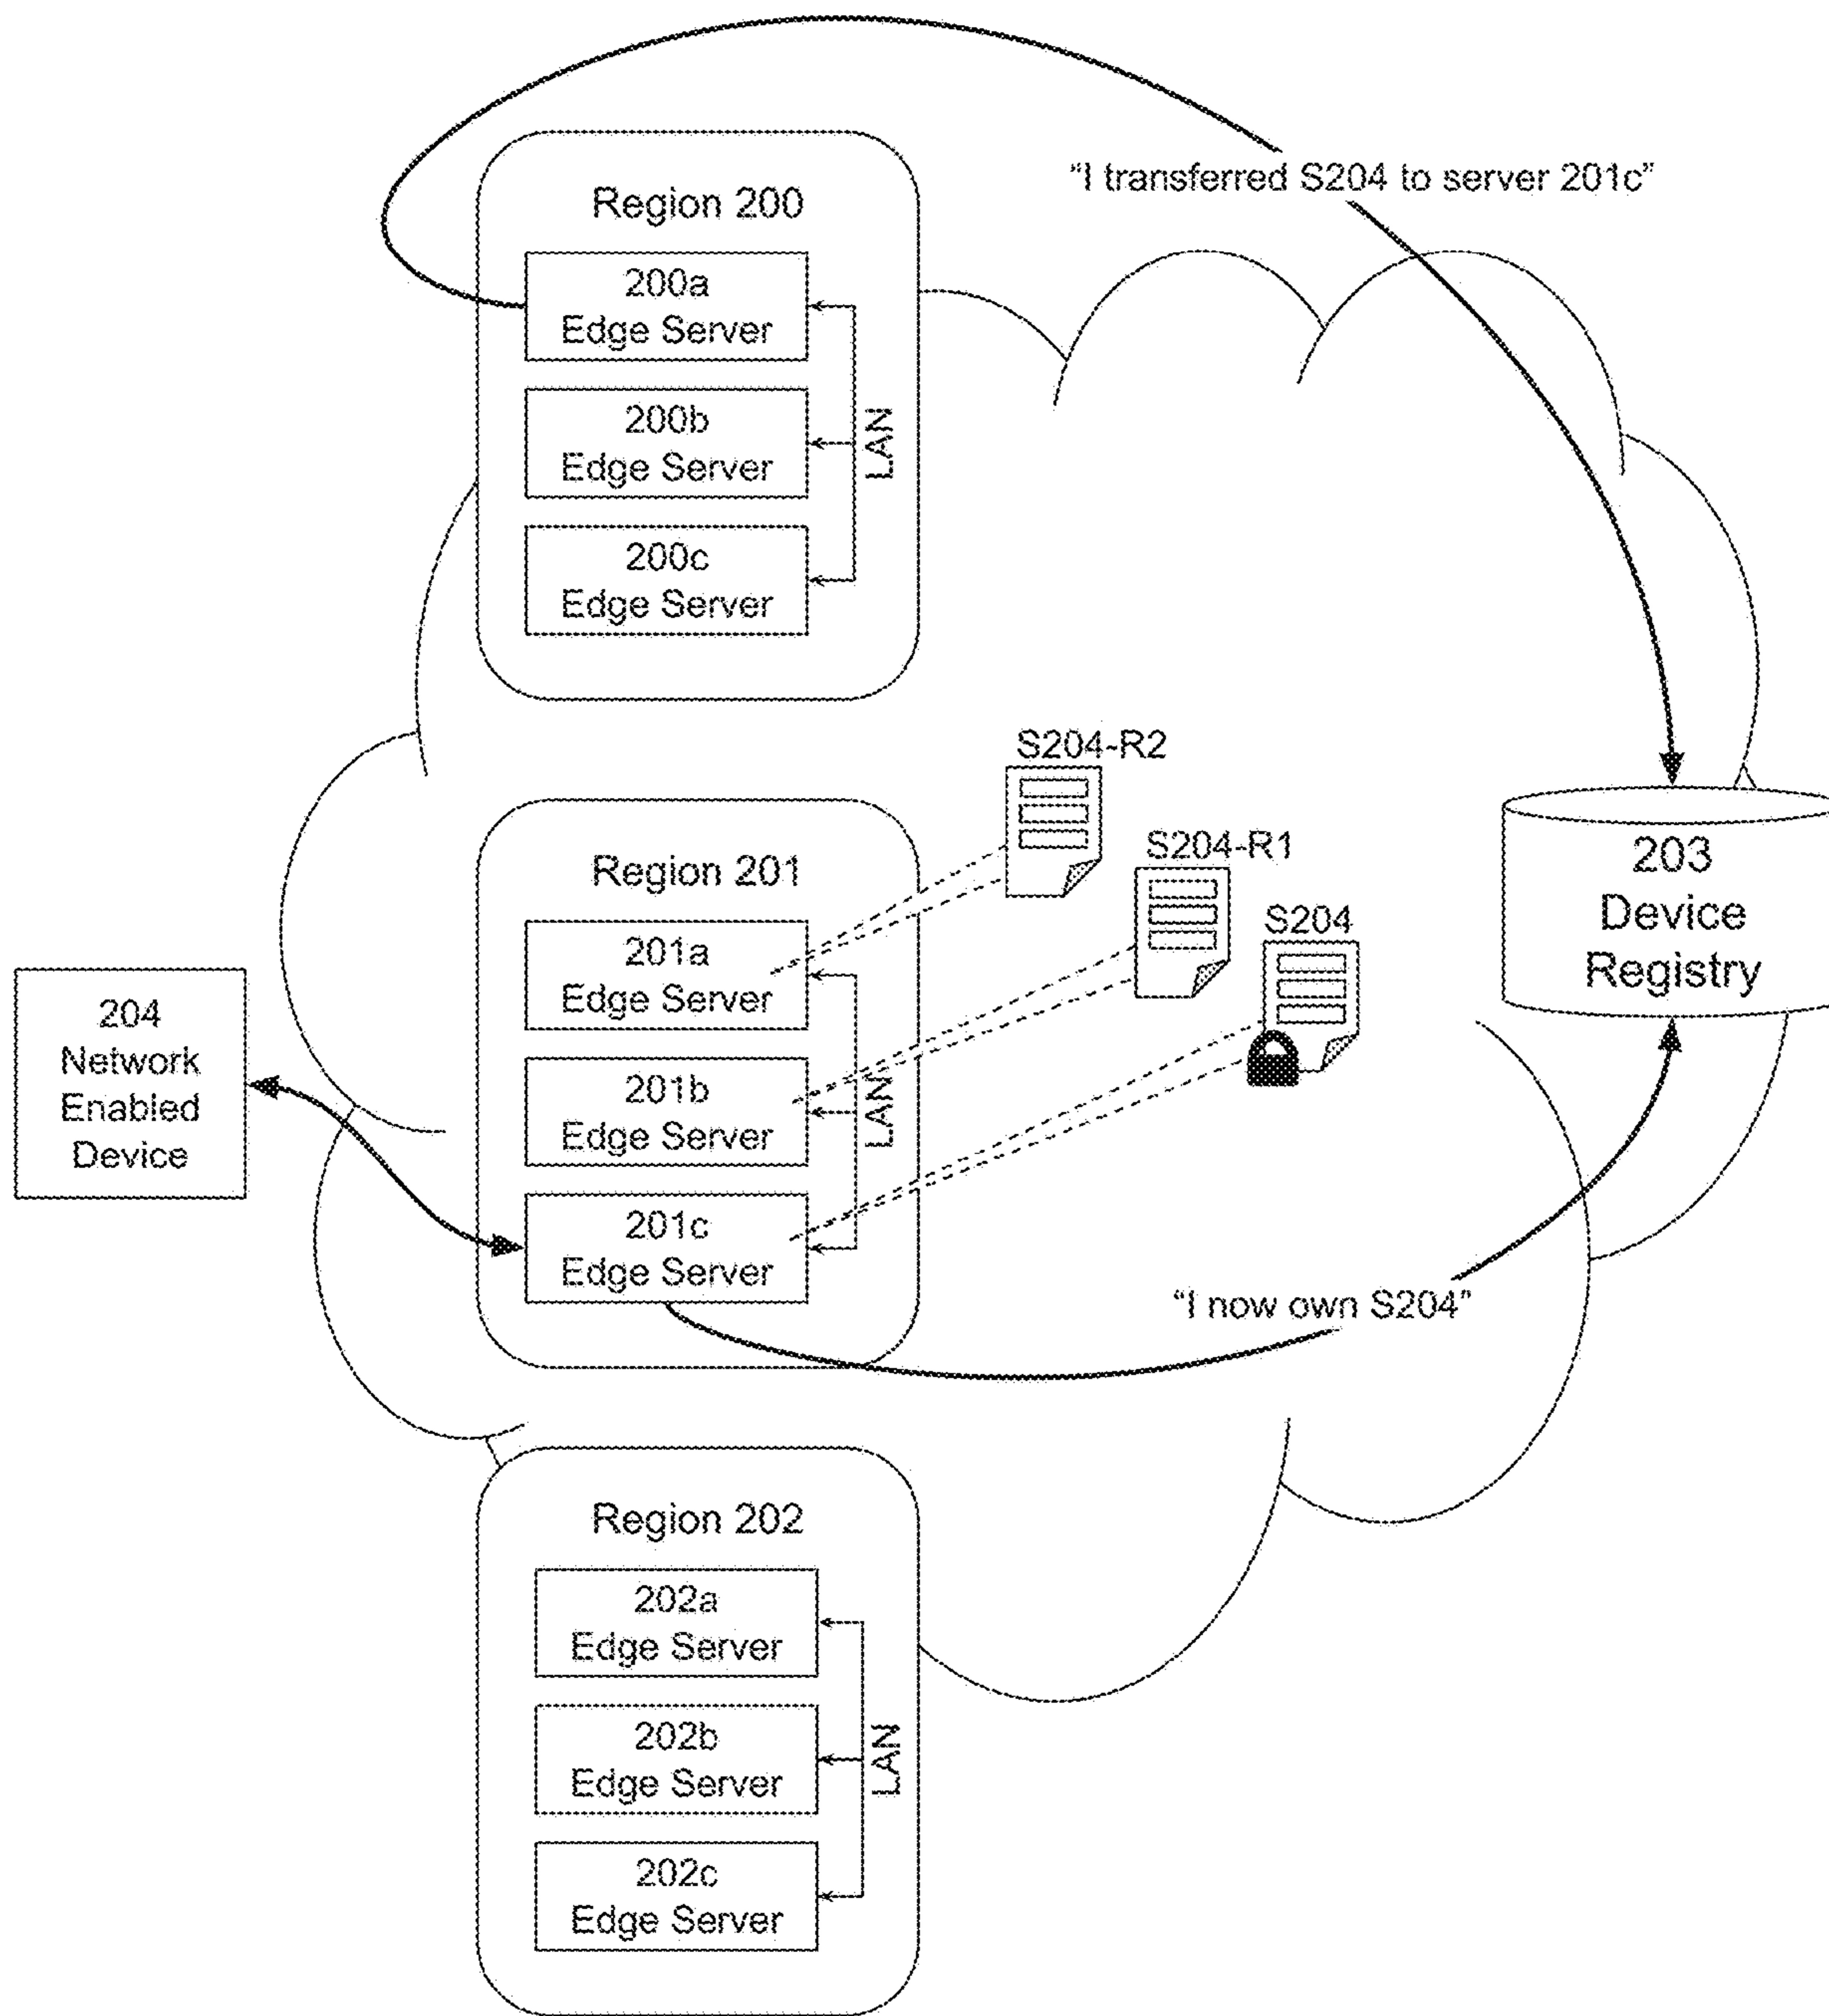 “I transferred S204 to server 201c”
Region 200
200a
Edge Server
200b
Edge Server
200c
Edge Server
LAN
S204-R2
S204-R1
S204
Region 201
201a
Edge Server
201b
Edge Server
201c
Edge Server
LAN
203
Device
Registry
204
Network
Enabled
Device
“I now own S204”
Region 202
202a
Edge Server
202b
Edge Server
202c
Edge Server
LAN